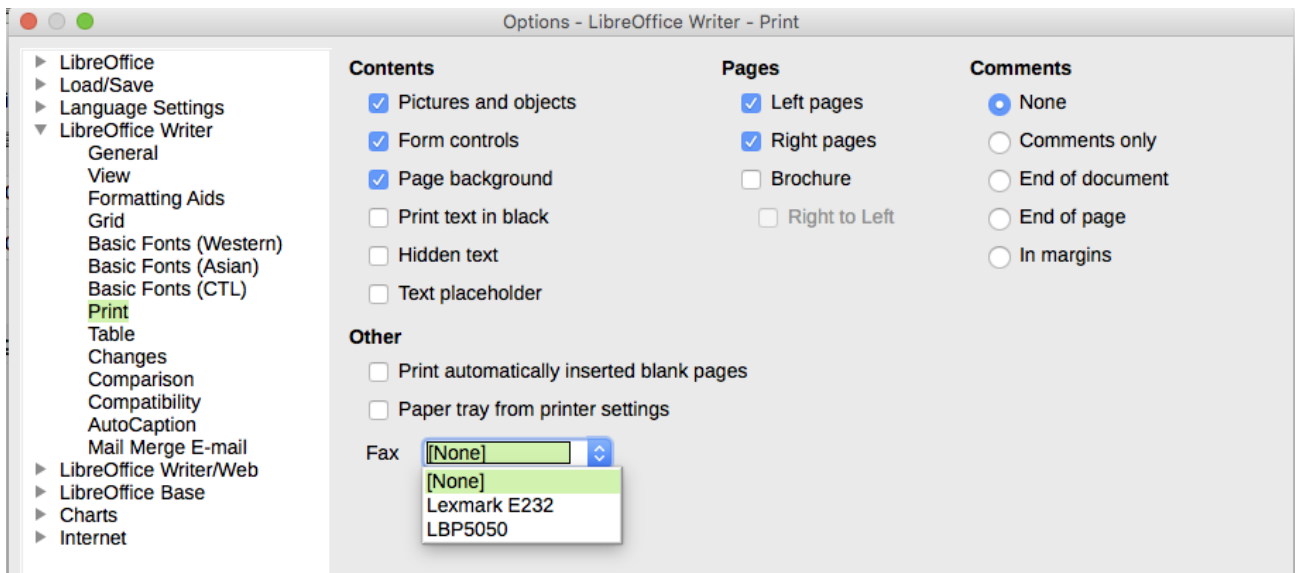 Options - LibreOffice Writer - Print
LibreOffice
Load/Save
Language Settings
LibreOffice Writer
General
View
Formatting Aids
Grid
Basic Fonts (Western)
Basic Fonts (Asian)
Basic Fonts (CTL)
Print
Table
Changes
Comparison
Compatibility
AutoCaption
Mail Merge E-mail
LibreOffice Writer/Web
LibreOffice Base
Charts
Internet
Contents
Pictures and objects
Form controls
Page background
Print text in black
Hidden text
Text placeholder
Pages
Left pages
Right pages
Brochure
Right to Left
Comments
None
Comments only
End of document
End of page
In margins
Other
Print automatically inserted blank pages
Paper tray from printer settings
Fax [None]
[None]
Lexmark E232
LBP5050